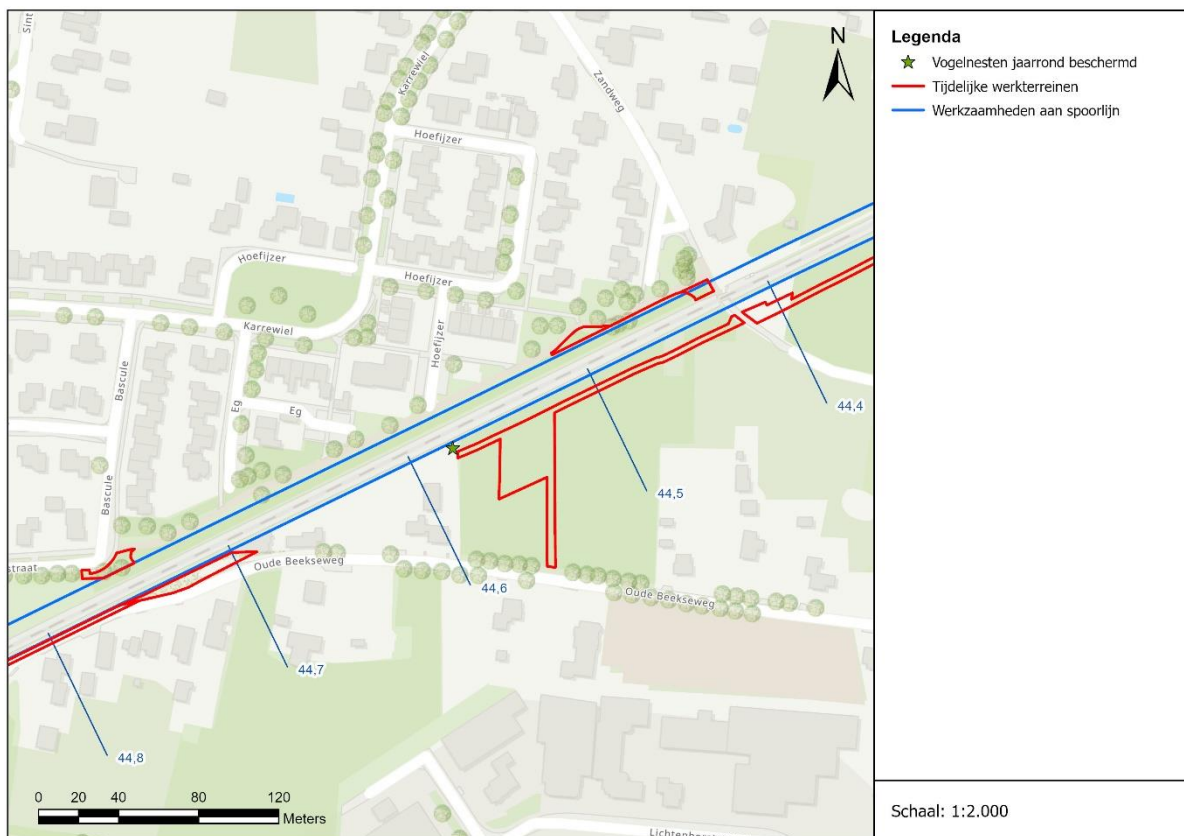 Sint
Karrewiel
Zandweg
N
Hoefijzer
Hoefijzer
Hoefijzer
Karrewiel
Hoefijzer
Bascule
Eg
Eg
44,4
44,5
Bascule
straat
Oude Beekseweg
44,6
Oude Beekseweg
44,7
44,8
0 20 40 80 120
Meters
Legenda
Vogelnesten jaarrond beschermd
Tijdelijke werkterreinen
Werkzaamheden aan spoorlijn
Schaal: 1:2.000